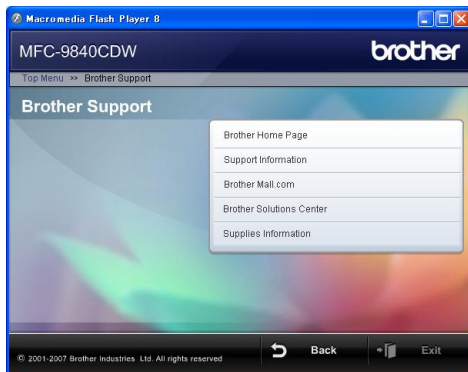 Macromedia Flash Player 8
MFC-9840CDW
brother
Top Menu >> Brother Support
Brother Support
Brother Home Page
Support Information
Brother Mall.com
Brother Solutions Center
Supplies Information
© 2001-2007 Brother Industries Ltd. All rights reserved
Back
Exit